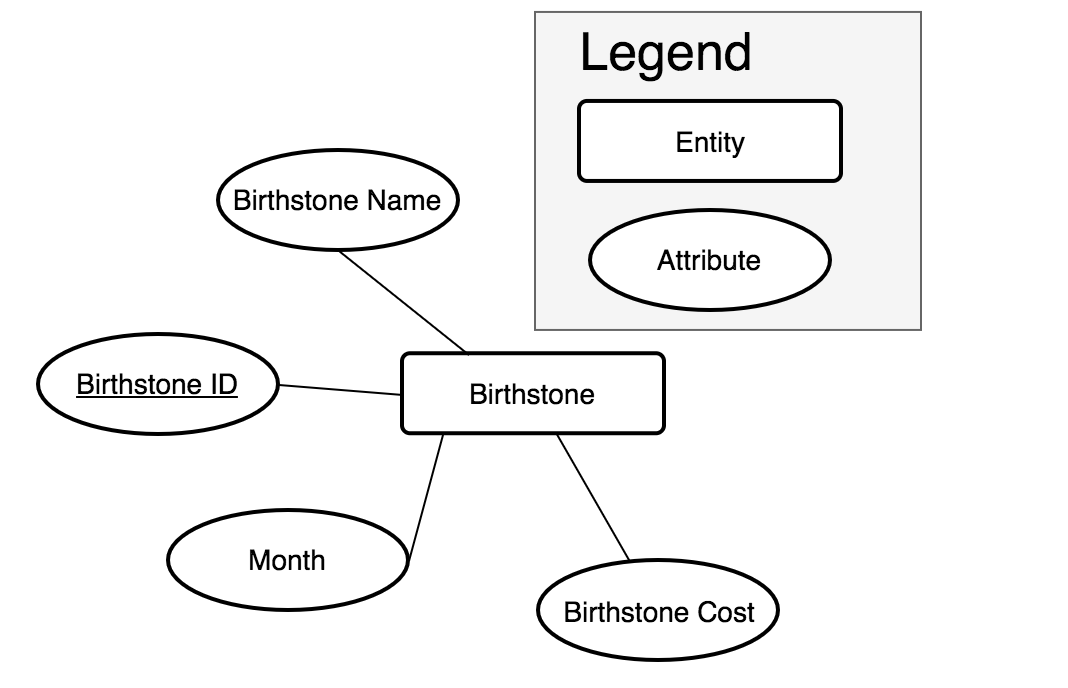 Legend
Entity
Attribute
Birthstone Name
Birthstone ID
Birthstone
Month
Birthstone Cost